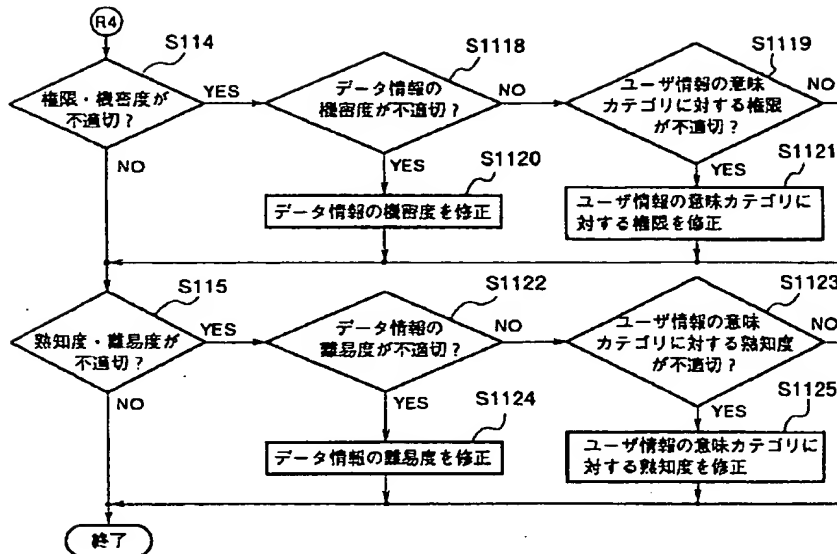 R4
S114
権限・機密度が
不適切？
YES
NO
S1118
データ情報の
機密度が不適切？
NO
YES
S1119
ユーザ情報の意味
カテゴリに対する権限
が不適切？
NO
YES
S1120
データ情報の機密度を修正
S1121
ユーザ情報の意味カテゴリに
対する権限を修正
S115
熟知度・難易度が
不適切？
YES
NO
S1122
データ情報の
難易度が不適切？
NO
YES
S1123
ユーザ情報の意味
カテゴリに対する熟知度
が不適切？
NO
YES
S1124
データ情報の難易度を修正
S1125
ユーザ情報の意味カテゴリに
対する熟知度を修正
終了